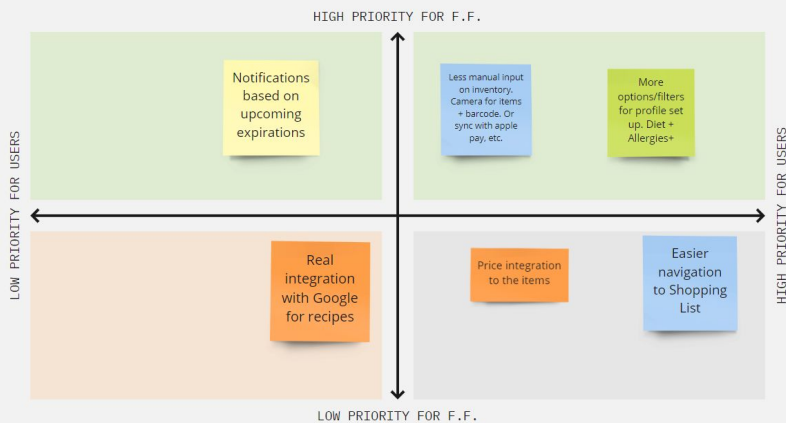 HIGH PRIORITY FOR F.F.
Notifications
based on
upcoming
expirations
Less manual input
on inventory.
Camera for items
+ barcode. Or
sync with apple
pay, etc.
More
options/filters
for profile set
up. Diet +
Allergies+
LOW PRIORITY FOR USERS
HIGH PRIORITY FOR USERS
Real
integration
with Google
for recipes
Price integration
to the items
Easier
navigation
to Shopping
List
LOW PRIORITY FOR F.F.